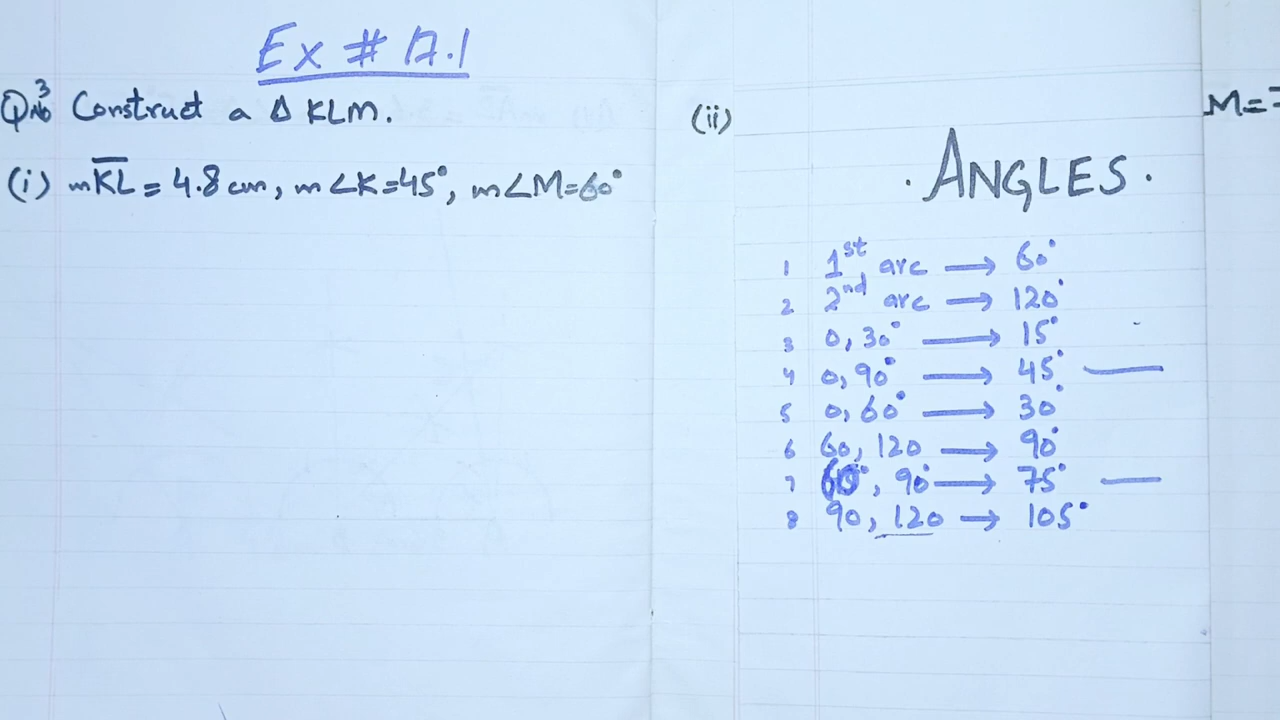 Ex # 17.1
QNo 3 Construct a Δ KLM.
(i) mKL = 4.8 cm, m∠K=45°, m∠M=60°
(ii)
M=
. ANGLES .
1 1st arc → 60°
2 2nd arc → 120°
3 0, 30° → 15°
4 0, 90° → 45°
5 0, 60° → 30°
6 60, 120 → 90°
7 60°, 90° → 75°
8 90, 120 → 105°